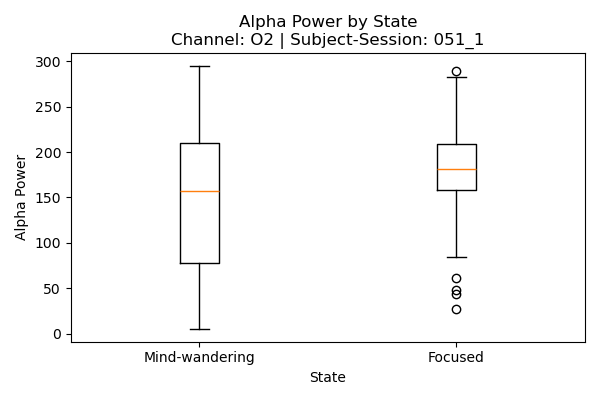 Alpha Power by State
Channel: O2 | Subject-Session: 051_1
300
250
200
150
100
50
0
Alpha Power
Mind-wandering
Focused
State